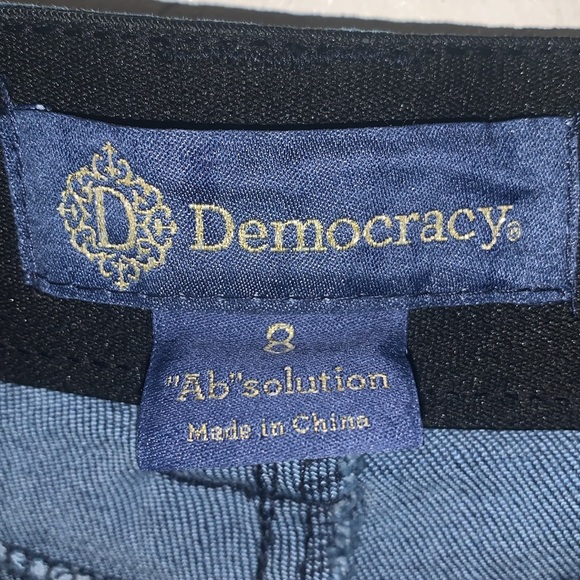 D Democracy®
8
"Ab"solution
Made in China